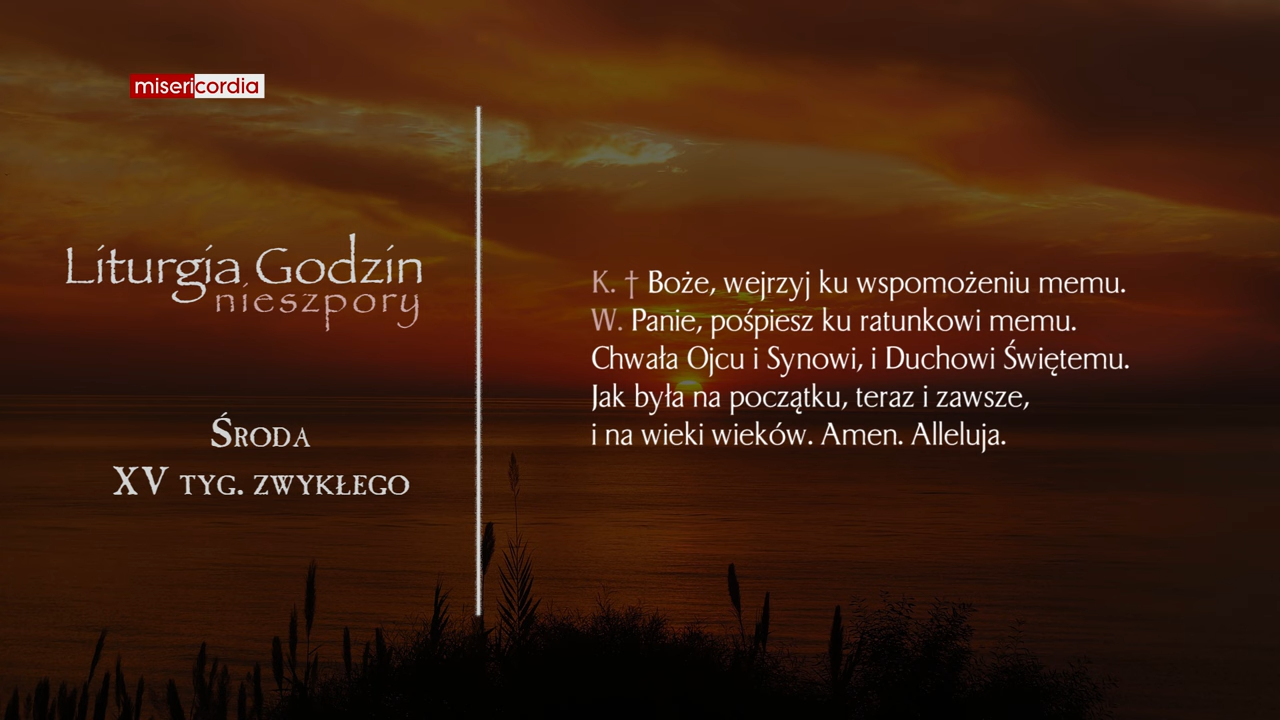 misericordia
Liturgia Godzin
nieszpory
Środa
XV tyg. zwykłego
K. † Boże, wejrzyj ku wspomożeniu memu.
W. Panie, pośpiesz ku ratunkowi memu.
Chwała Ojcu i Synowi, i Duchowi Świętemu.
Jak była na początku, teraz i zawsze,
i na wieki wieków. Amen. Alleluja.